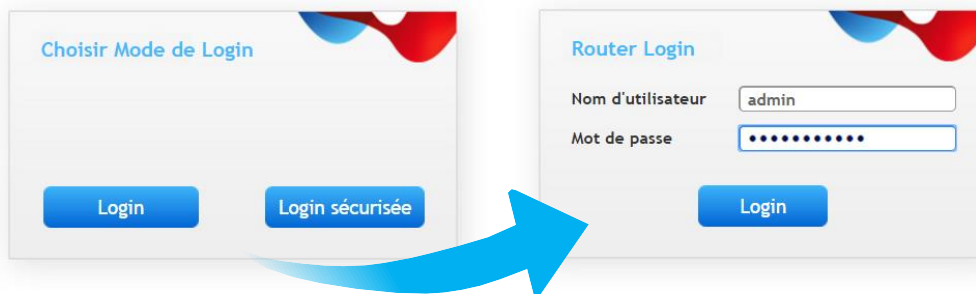 Choisir Mode de Login
Login
Login sécurisée
Router Login
Nom d'utilisateur
admin
Mot de passe
•••••••••••
Login